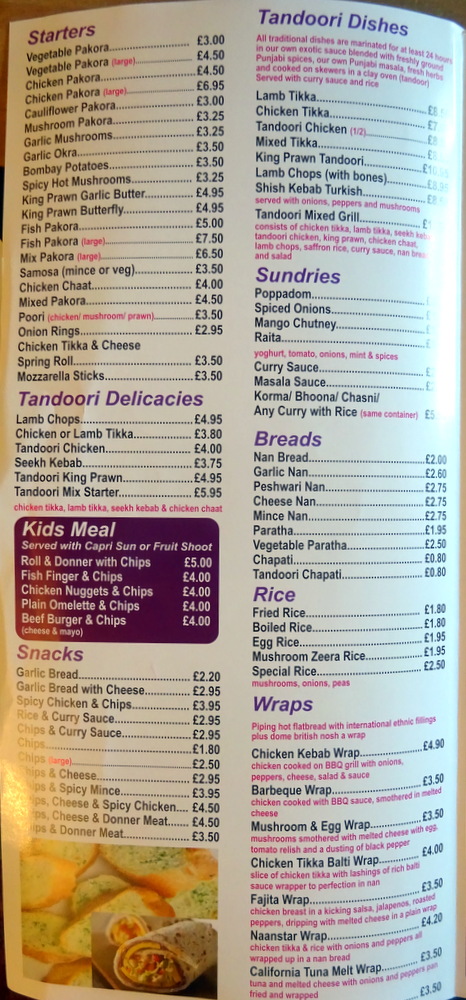 Starters
Vegetable Pakora.......... £3.00
Vegetable Pakora (large).......... £4.50
Chicken Pakora.......... £4.50
Chicken Pakora (large).......... £6.95
Cauliflower Pakora.......... £3.00
Mushroom Pakora.......... £3.25
Garlic Mushrooms.......... £3.25
Garlic Okra.......... £3.50
Bombay Potatoes.......... £3.50
Spicy Hot Mushrooms.......... £3.25
King Prawn Garlic Butter.......... £4.95
King Prawn Butterfly.......... £4.95
Fish Pakora.......... £5.00
Fish Pakora (large).......... £7.50
Mix Pakora (large).......... £6.50
Samosa (mince or veg).......... £3.50
Chicken Chaat.......... £4.00
Mixed Pakora.......... £4.50
Poori (chicken/ mushroom/ prawn).......... £3.50
Onion Rings.......... £2.95
Chicken Tikka & Cheese
Spring Roll.......... £3.50
Mozzarella Sticks.......... £3.50
Tandoori Delicacies
Lamb Chops.......... £4.95
Chicken or Lamb Tikka.......... £3.80
Tandoori Chicken.......... £4.00
Seekh Kebab.......... £3.75
Tandoori King Prawn.......... £4.95
Tandoori Mix Starter.......... £5.95
chicken tikka, lamb tikka, seekh kebab & chicken chaat
Kids Meal
Served with Capri Sun or Fruit Shoot
Roll & Donner with Chips £5.00
Fish Finger & Chips £4.00
Chicken Nuggets & Chips £4.00
Plain Omelette & Chips £4.00
Beef Burger & Chips £4.00
(cheese & mayo)
Snacks
Garlic Bread.......... £2.20
Garlic Bread with Cheese.......... £2.95
Spicy Chicken & Chips.......... £3.95
Rice & Curry Sauce.......... £2.95
Chips & Curry Sauce.......... £2.95
Chips.......... £1.80
Chips (large).......... £2.50
Chips & Cheese.......... £2.95
Chips & Spicy Mince.......... £3.95
Chips, Cheese & Spicy Chicken.... £4.50
Chips, Cheese & Donner Meat...... £4.50
Chips & Donner Meat.......... £3.50
Tandoori Dishes
All traditional dishes are marinated for at least 24 hours
in our own exotic sauce blended with freshly ground
Punjabi spices, our own Punjabi masala, fresh herbs
and cooked on skewers in a clay oven (tandoor)
Served with curry sauce and rice
Lamb Tikka..........
Chicken Tikka..........
Tandoori Chicken (1/2)..........
Mixed Tikka..........
King Prawn Tandoori..........
Lamb Chops (with bones)..........
Shish Kebab Turkish..........
served with onions, peppers and mushrooms
Tandoori Mixed Grill..........
consists of chicken tikka, lamb tikka, seekh kebab
tandoori chicken, king prawn, chicken chaat,
lamb chops, saffron rice, curry sauce, nan bread
and salad
Sundries
Poppadom..........
Spiced Onions..........
Mango Chutney..........
Raita..........
yoghurt, tomato, onions, mint & spices
Curry Sauce..........
Masala Sauce..........
Korma/ Bhoona/ Chasni/
Any Curry with Rice (same container)
Breads
Nan Bread.......... £2.00
Garlic Nan.......... £2.60
Peshwari Nan.......... £2.75
Cheese Nan.......... £2.75
Mince Nan.......... £2.75
Paratha.......... £1.95
Vegetable Paratha.......... £2.50
Chapati.......... £0.80
Tandoori Chapati.......... £0.80
Rice
Fried Rice.......... £1.80
Boiled Rice.......... £1.80
Egg Rice.......... £1.95
Mushroom Zeera Rice.......... £1.95
Special Rice.......... £2.50
mushrooms, onions, peas
Wraps
Piping hot flatbread with international ethnic fillings
plus dome british nosh a wrap
Chicken Kebab Wrap.......... £4.90
chicken cooked on BBQ grill with onions,
peppers, cheese, salad & sauce
Barbeque Wrap.......... £3.50
chicken cooked with BBQ sauce, smothered in melted
cheese
Mushroom & Egg Wrap.......... £3.50
mushrooms smothered with melted cheese with egg,
tomato relish and a dusting of black pepper
Chicken Tikka Balti Wrap.......... £4.00
slice of chicken tikka with lashings of rich balti
sauce wrapper to perfection in nan
Fajita Wrap.......... £3.50
chicken breast in a kicking salsa, jalapenos, roasted
peppers, dripping with melted cheese in a plain wrap
Naanstar Wrap.......... £4.20
chicken tikka & rice with onions and peppers all
wrapped up in a nan bread
California Tuna Melt Wrap.......... £3.50
tuna and melted cheese with onions and peppers pan
fried and wrapped
£3.50